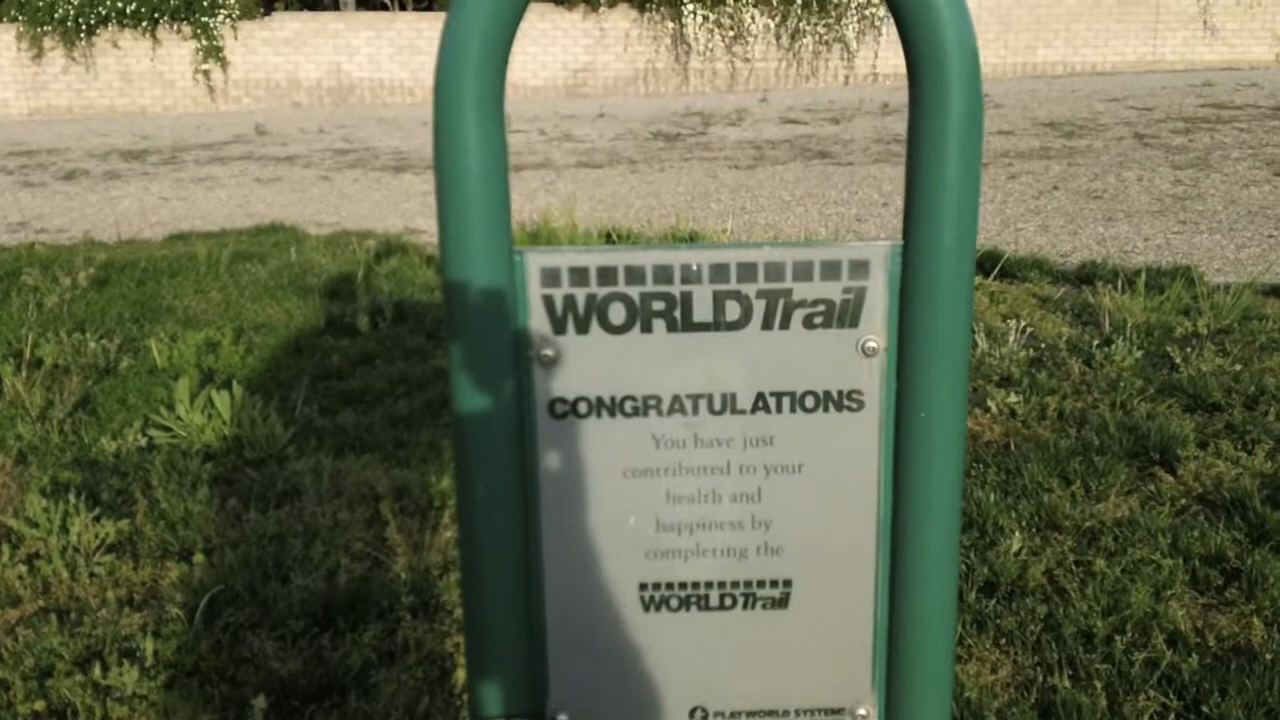 WORLDTrail
CONGRATULATIONS
You have just
contributed to your
health and
happiness by
completing the
WORLDTrail
PLAYWORLD SYSTEMS